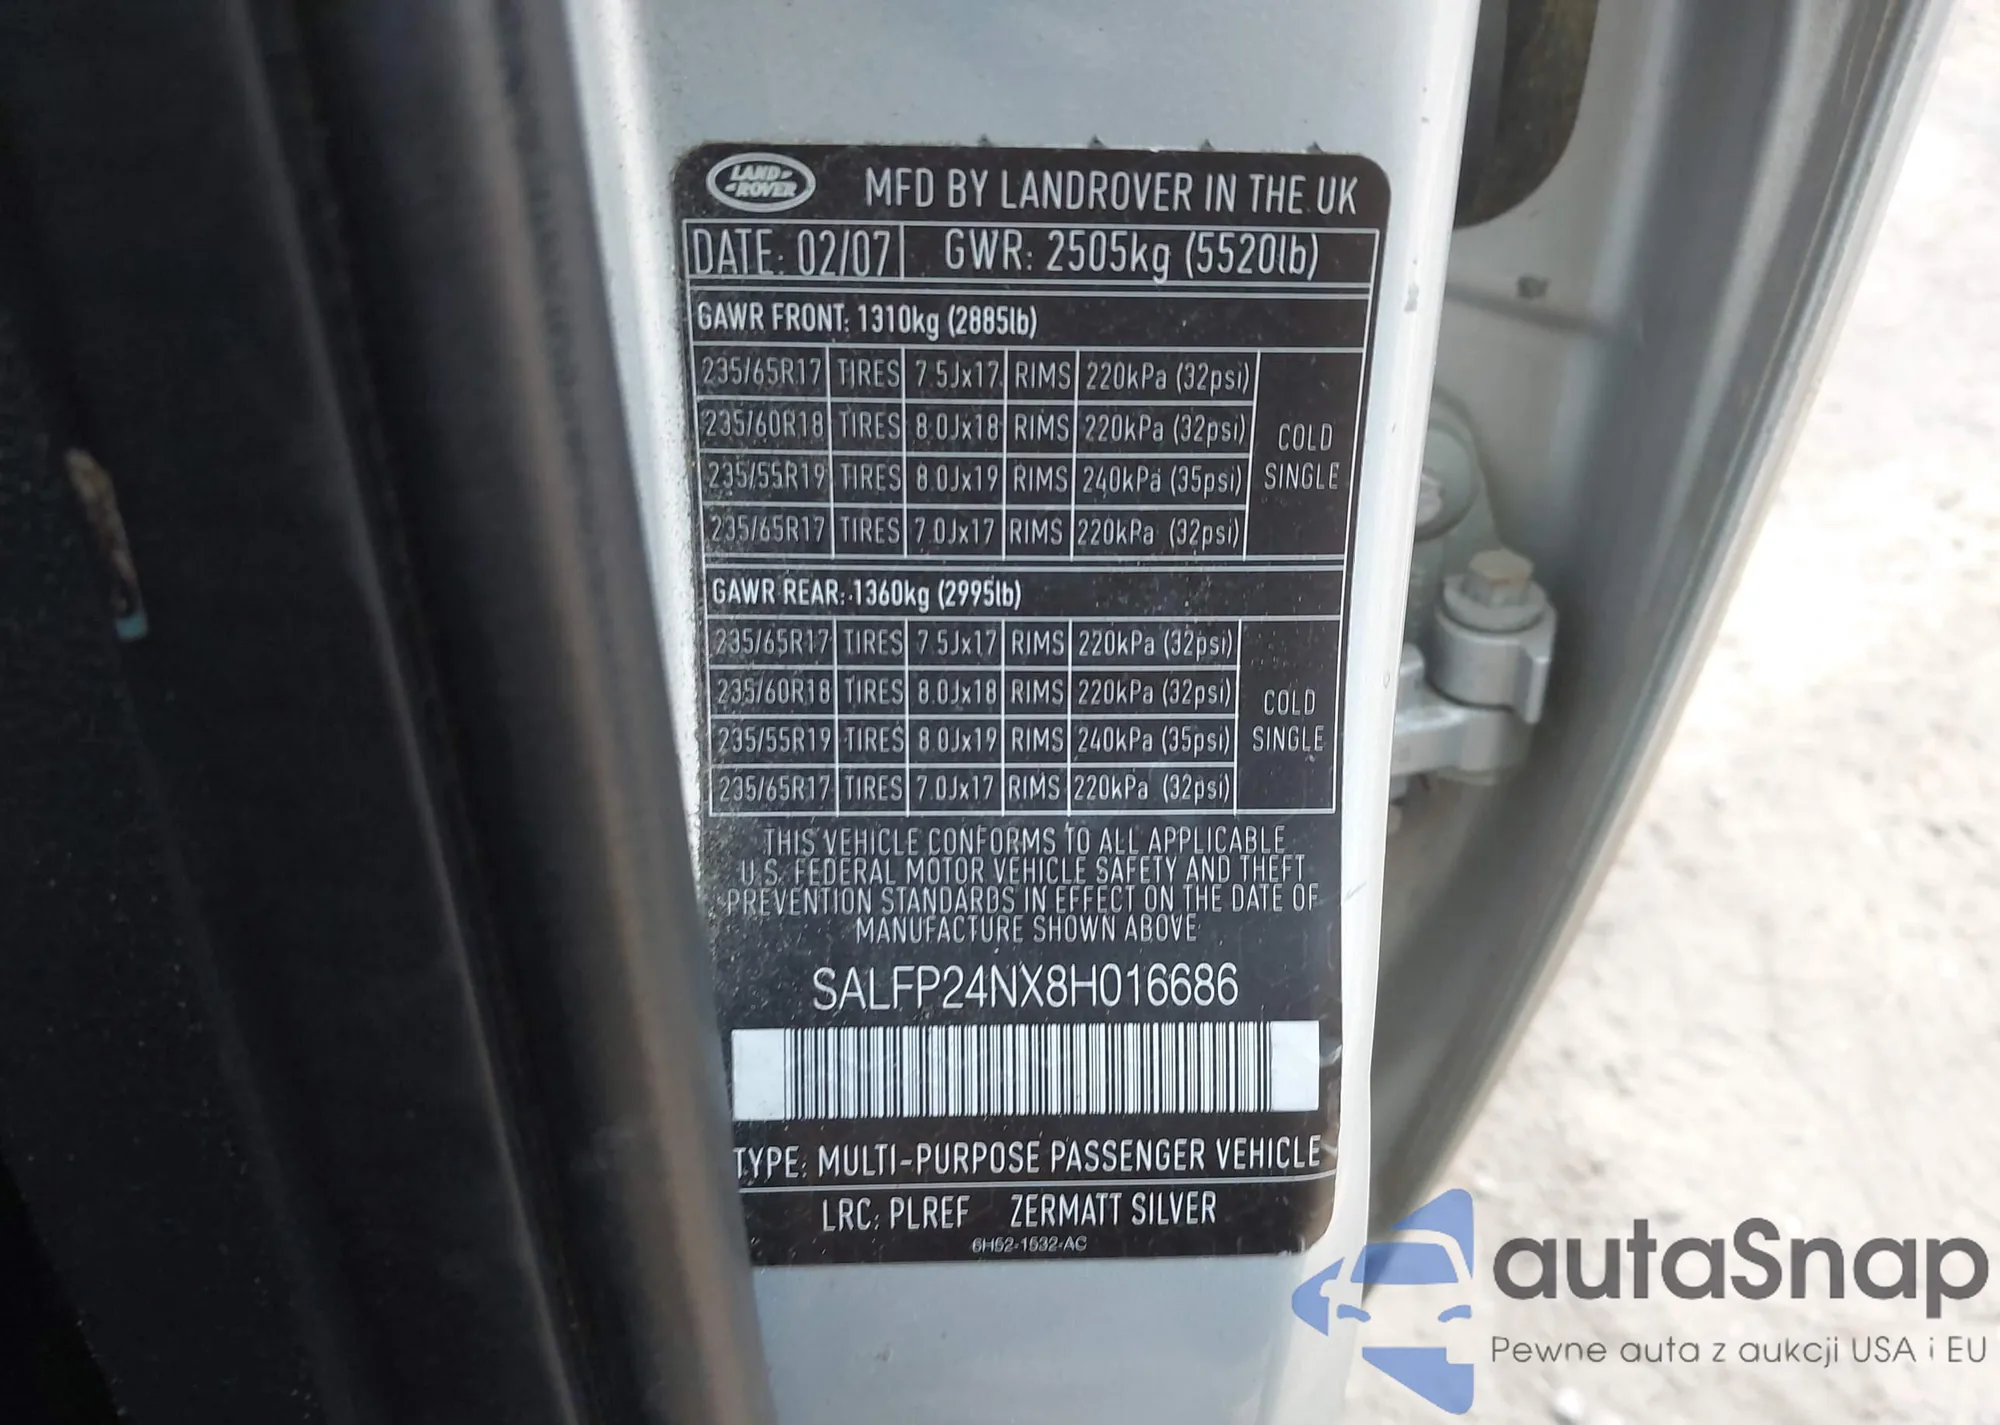 LAND ROVER MFD BY LANDROVER IN THE UK
DATE: 02/07 GWR: 2505kg (5520lb)
GAWR FRONT: 1310kg (2885lb)
235/65R17 TIRES 7.5Jx17 RIMS 220kPa (32psi)
235/60R18 TIRES 8.0Jx18 RIMS 220kPa (32psi)
235/55R19 TIRES 8.0Jx19 RIMS 240kPa (35psi)
235/65R17 TIRES 7.0Jx17 RIMS 220kPa (32psi)
COLD
SINGLE
GAWR REAR: 1360kg (2995lb)
235/65R17 TIRES 7.5Jx17 RIMS 220kPa (32psi)
235/60R18 TIRES 8.0Jx18 RIMS 220kPa (32psi)
235/55R19 TIRES 8.0Jx19 RIMS 240kPa (35psi)
235/65R17 TIRES 7.0Jx17 RIMS 220kPa (32psi)
COLD
SINGLE
THIS VEHICLE CONFORMS TO ALL APPLICABLE
U.S. FEDERAL MOTOR VEHICLE SAFETY AND THEFT
PREVENTION STANDARDS IN EFFECT ON THE DATE OF
MANUFACTURE SHOWN ABOVE
SALFP24NX8H016686
TYPE: MULTI-PURPOSE PASSENGER VEHICLE
LRC: PLREF ZERMATT SILVER
6H52-1532-AC
autaSnap
Pewne auta z aukcji USA i EU